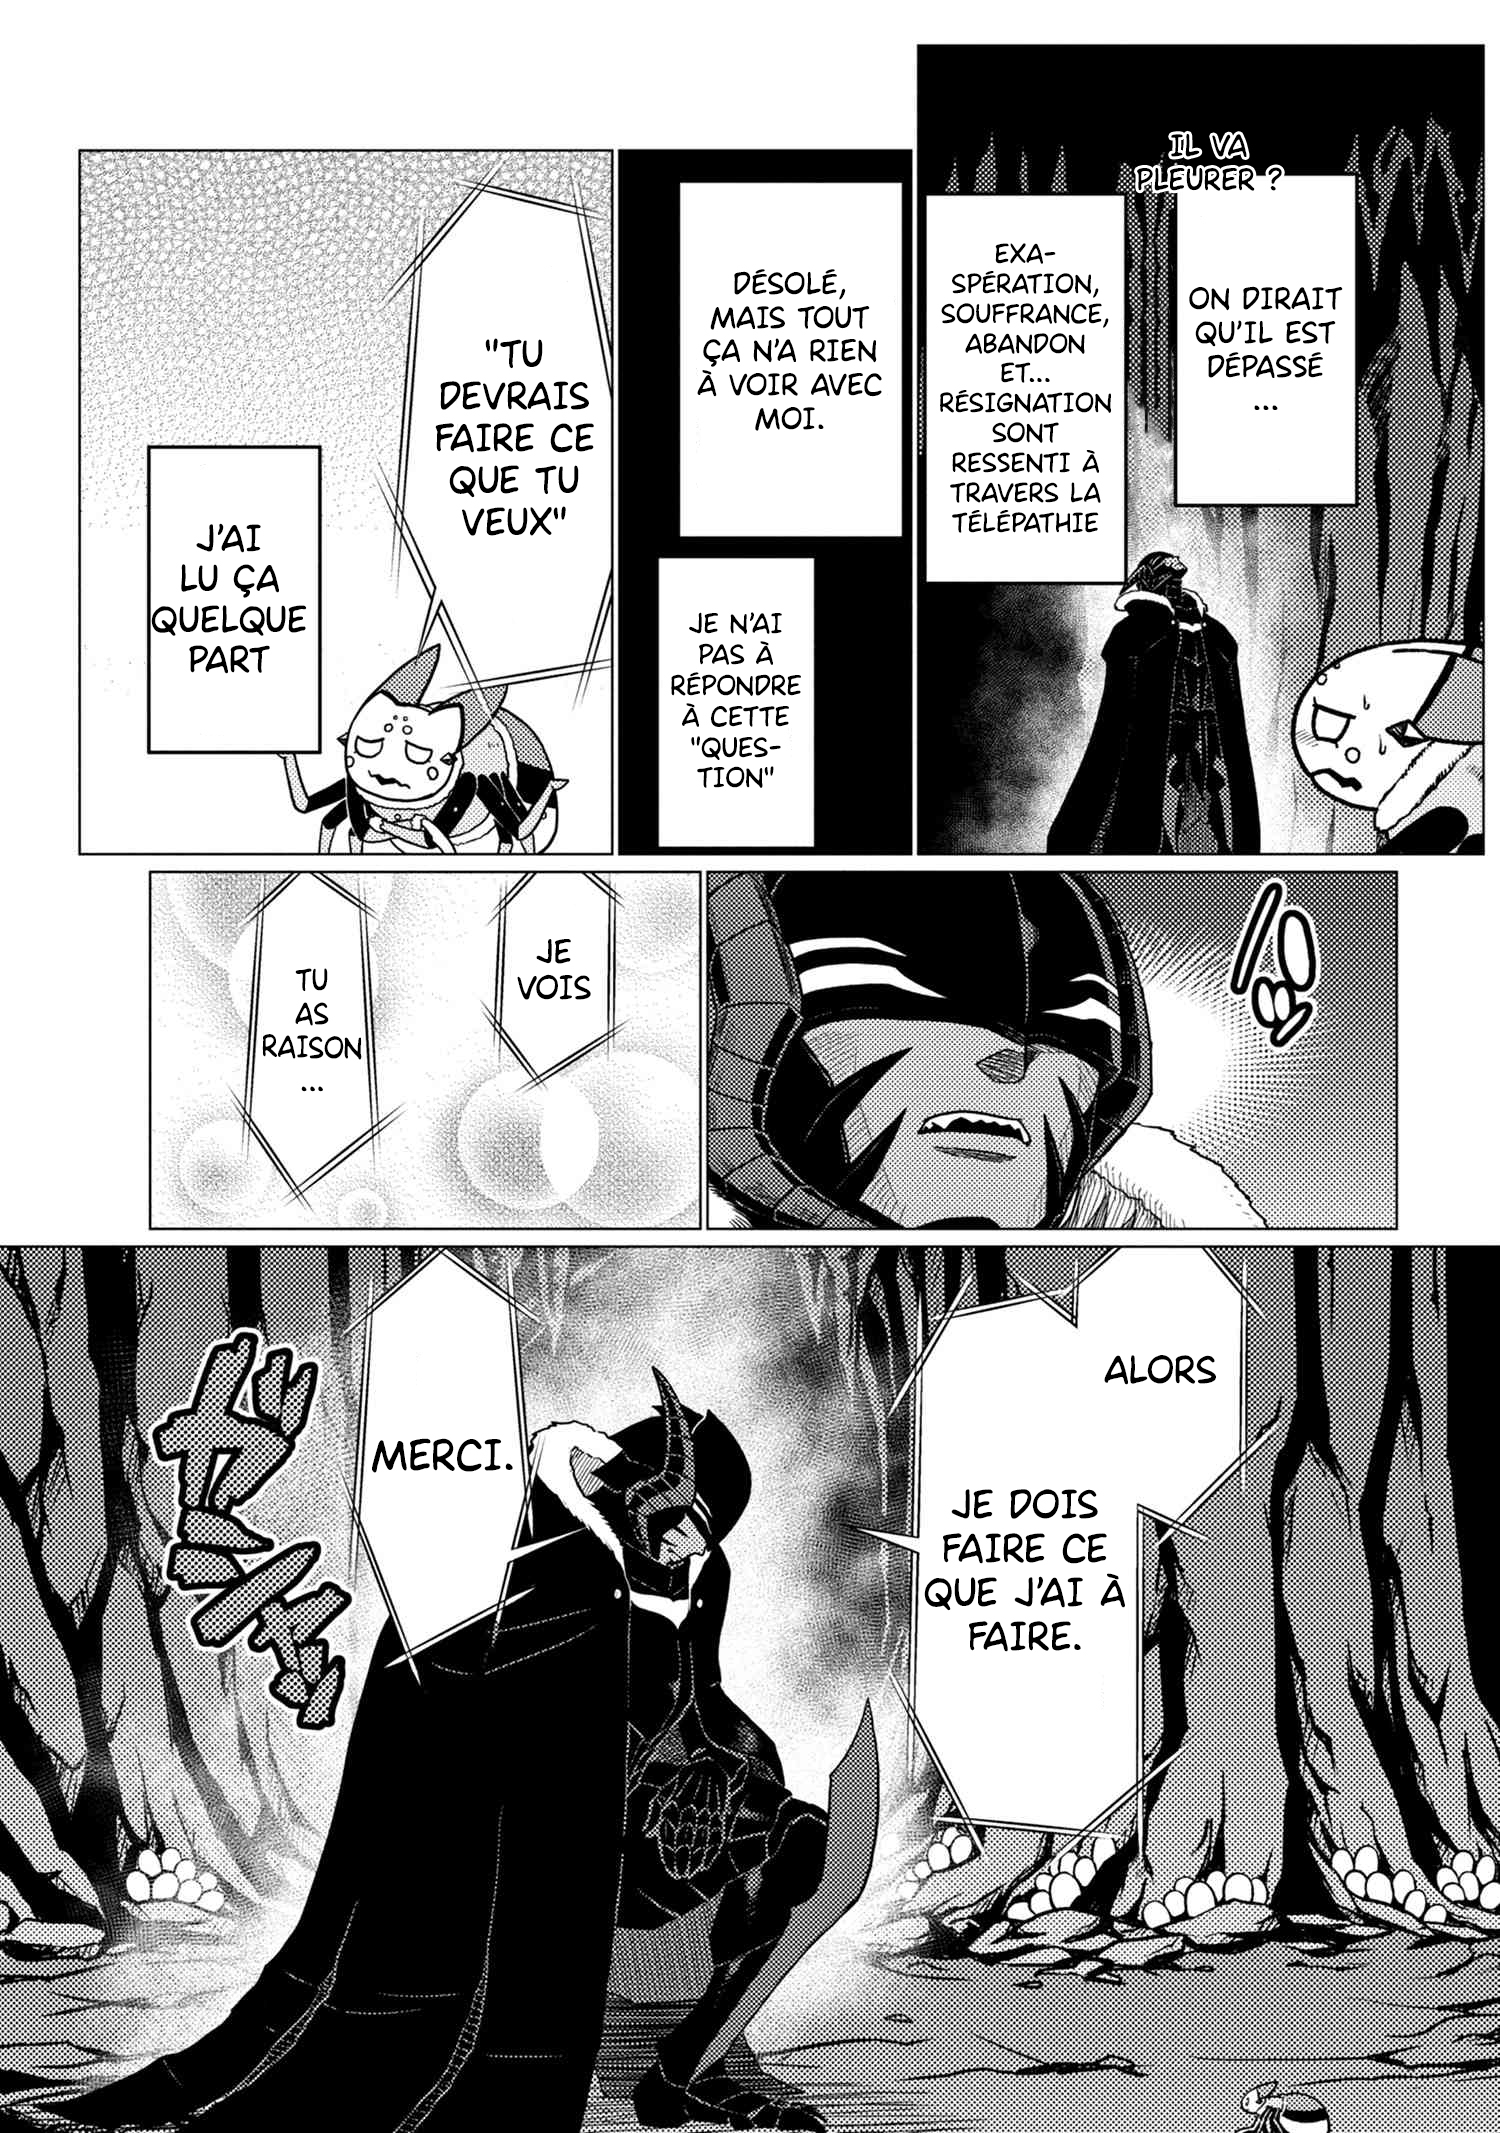 IL VA
PLEURER ?
ON DIRAIT
QU'IL EST
DÉPASSÉ
...
EXA-
SPÉRATION,
SOUFFRANCE,
ABANDON
ET...
RÉSIGNATION
SONT
RESSENTI À
TRAVERS LA
TÉLÉPATHIE
DÉSOLÉ,
MAIS TOUT
ÇA N'A RIEN
À VOIR AVEC
MOI.
JE N'AI
PAS À
RÉPONDRE
À CETTE
"QUES-
TION"
"TU
DEVRAIS
FAIRE CE
QUE TU
VEUX"
J'AI
LU ÇA
QUELQUE
PART
JE
VOIS
TU
AS
RAISON
...
ALORS
JE DOIS
FAIRE CE
QUE J'AI À
FAIRE.
MERCI.